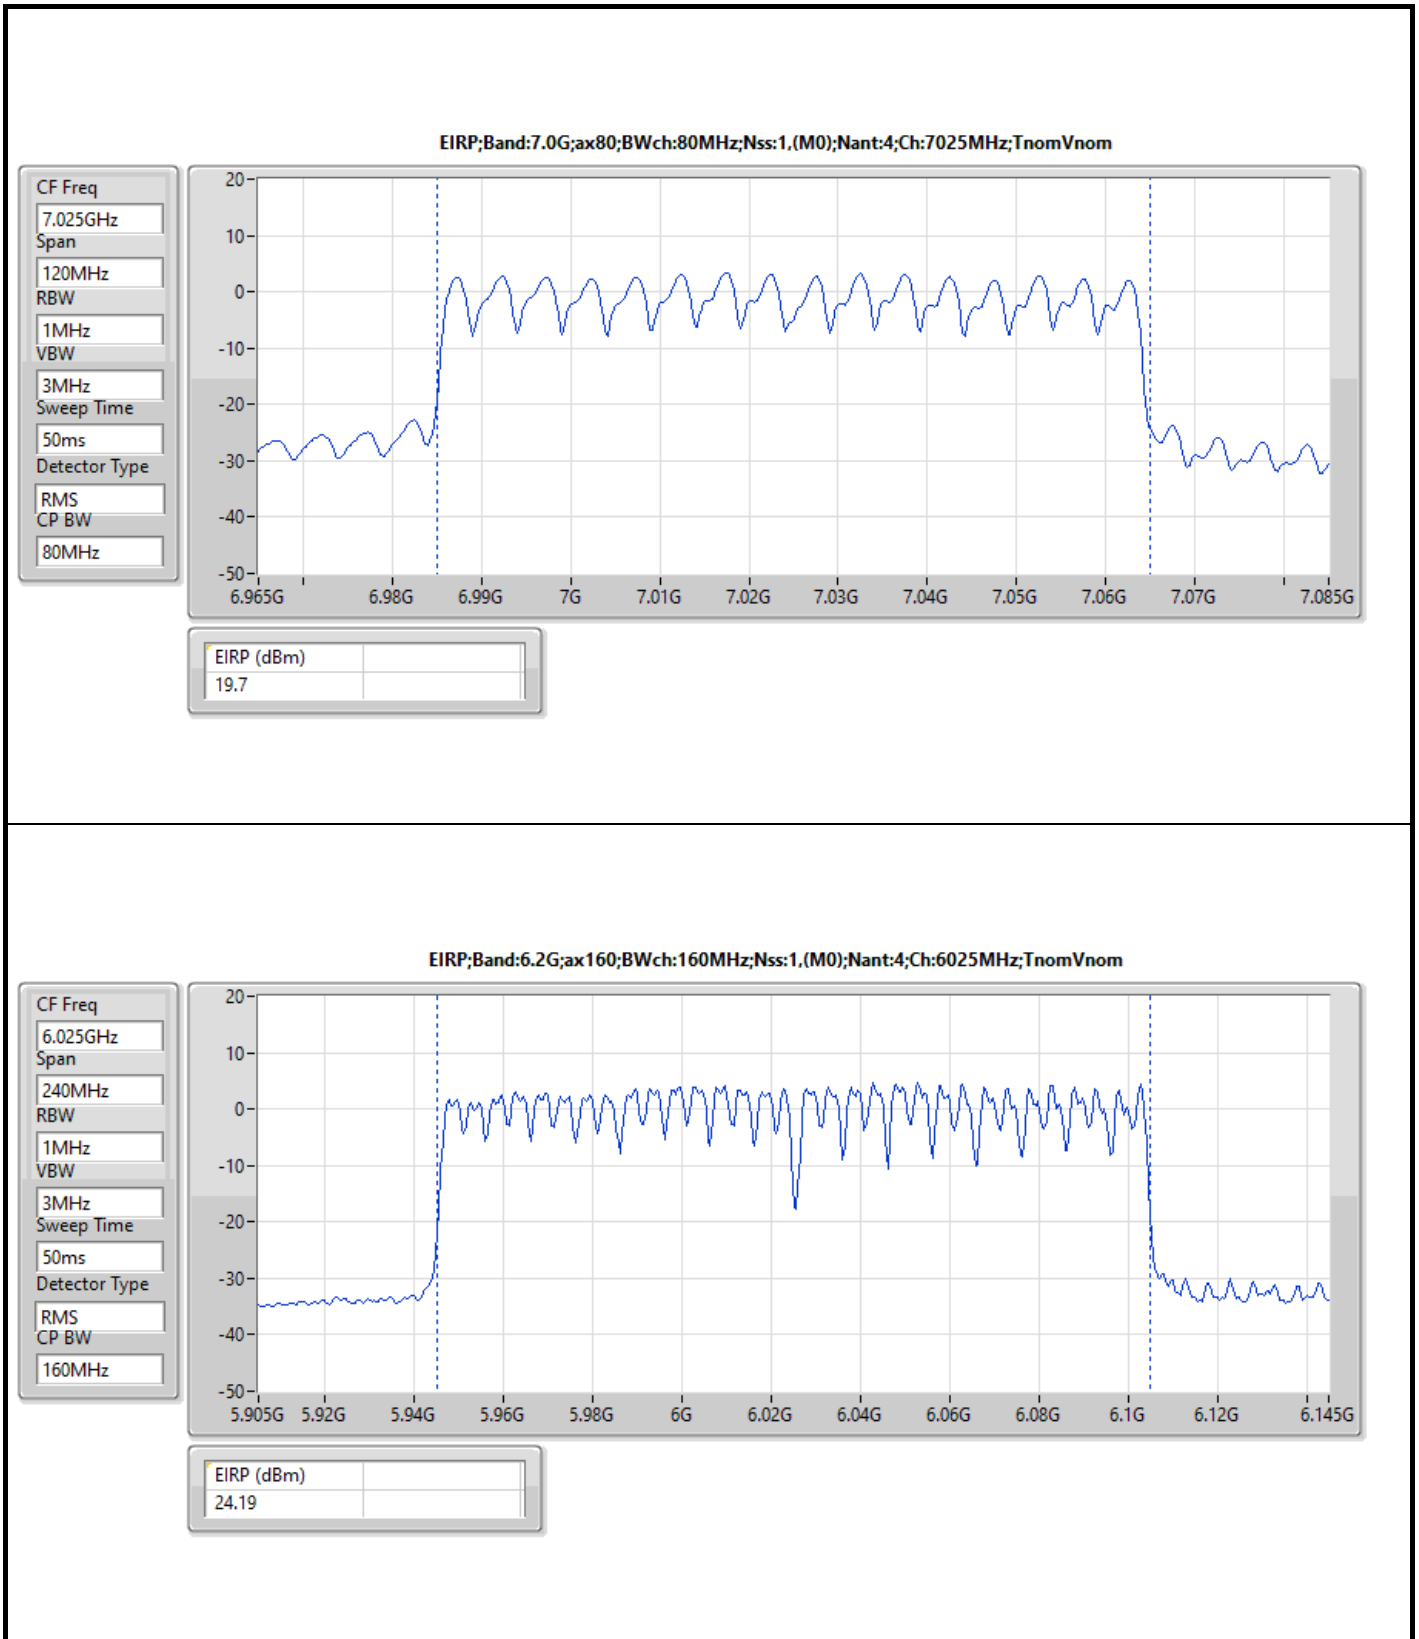 EIRP;Band:7.0G;ax80;BWch:80MHz;Nss:1,(M0);Nant:4;Ch:7025MHz;TnomVnom
CF Freq
7.025GHz
Span
120MHz
RBW
1MHz
VBW
3MHz
Sweep Time
50ms
Detector Type
RMS
CP BW
80MHz
20
10
0
-10
-20
-30
-40
-50
6.965G 6.98G 6.99G 7G 7.01G 7.02G 7.03G 7.04G 7.05G 7.06G 7.07G 7.085G
EIRP (dBm)
19.7
EIRP;Band:6.2G;ax160;BWch:160MHz;Nss:1,(M0);Nant:4;Ch:6025MHz;TnomVnom
CF Freq
6.025GHz
Span
240MHz
RBW
1MHz
VBW
3MHz
Sweep Time
50ms
Detector Type
RMS
CP BW
160MHz
20
10
0
-10
-20
-30
-40
-50
5.905G 5.92G 5.94G 5.96G 5.98G 6G 6.02G 6.04G 6.06G 6.08G 6.1G 6.12G 6.145G
EIRP (dBm)
24.19